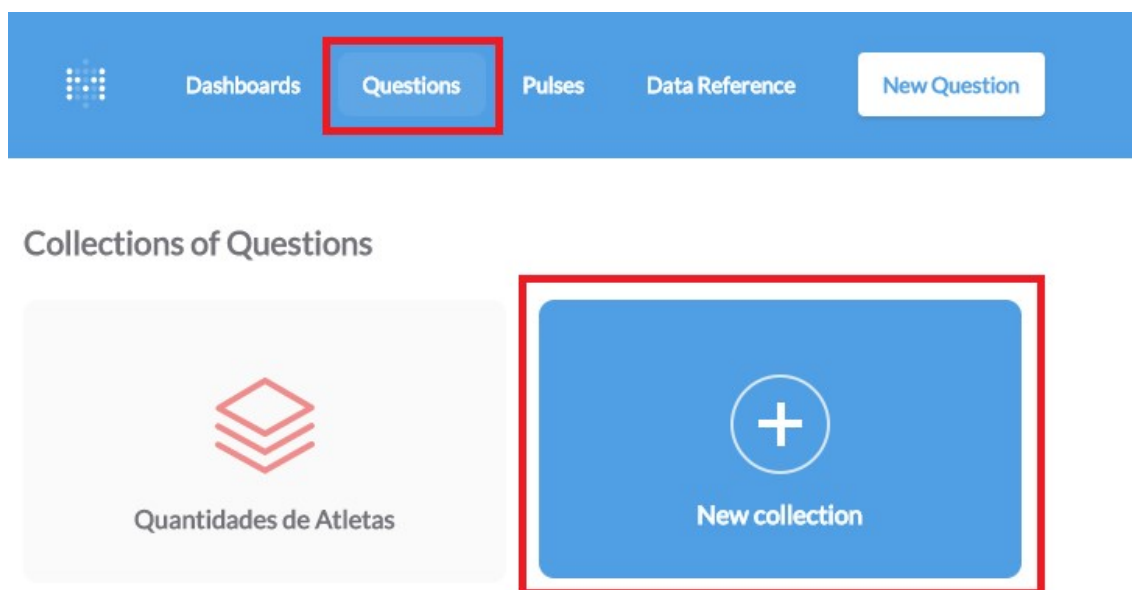 Dashboards Questions Pulses Data Reference New Question
Collections of Questions
Quantidades de Atletas
New collection